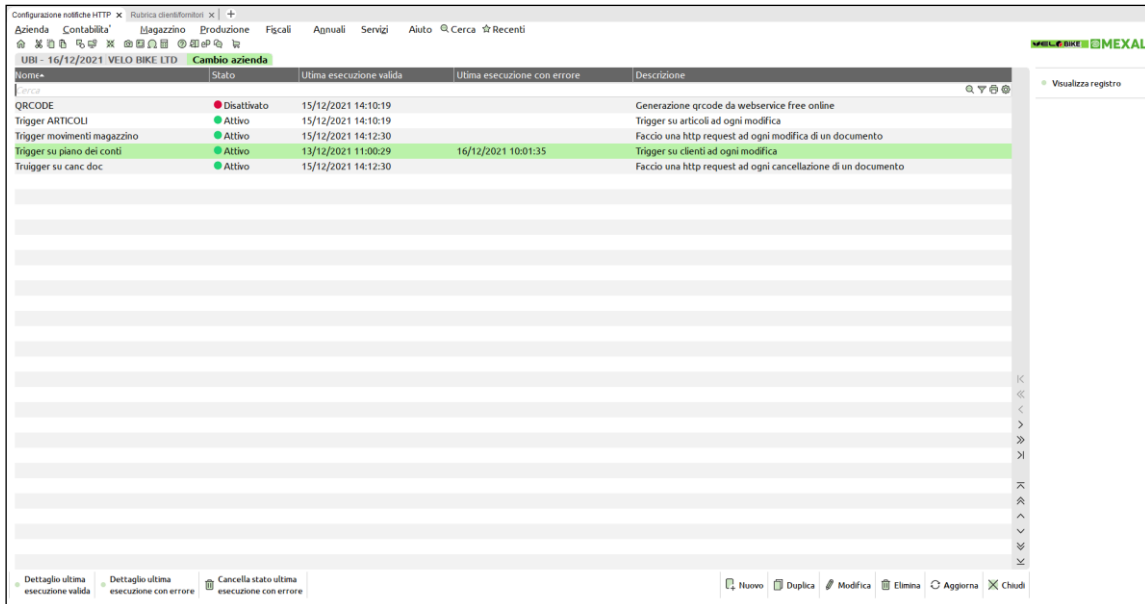 Configurazione notifiche HTTP x Rubrica clienti/fornitori x +
Azienda Contabilita' Magazzino Produzione Fiscali Annuali Servizi Aiuto Cerca Recenti
VELO BIKE MEXAL
UBI - 16/12/2021 VELO BIKE LTD Cambio azienda
Nome Stato Utima esecuzione valida Utima esecuzione con errore Descrizione
Cerca
Visualizza registro
QRCODE Disattivato 15/12/2021 14:10:19 Generazione qrcode da webservice free online
Trigger ARTICOLI Attivo 15/12/2021 14:10:19 Trigger su articoli ad ogni modifica
Trigger movimenti magazzino Attivo 15/12/2021 14:12:30 Faccio una http request ad ogni modifica di un documento
Trigger su piano dei conti Attivo 13/12/2021 11:00:29 16/12/2021 10:01:35 Trigger su clienti ad ogni modifica
Truigger su canc doc Attivo 15/12/2021 14:12:30 Faccio una http request ad ogni cancellazione di un documento
Dettaglio ultima esecuzione valida
Dettaglio ultima esecuzione con errore
Cancella stato ultima esecuzione con errore
Nuovo Duplica Modifica Elimina Aggiorna Chiudi